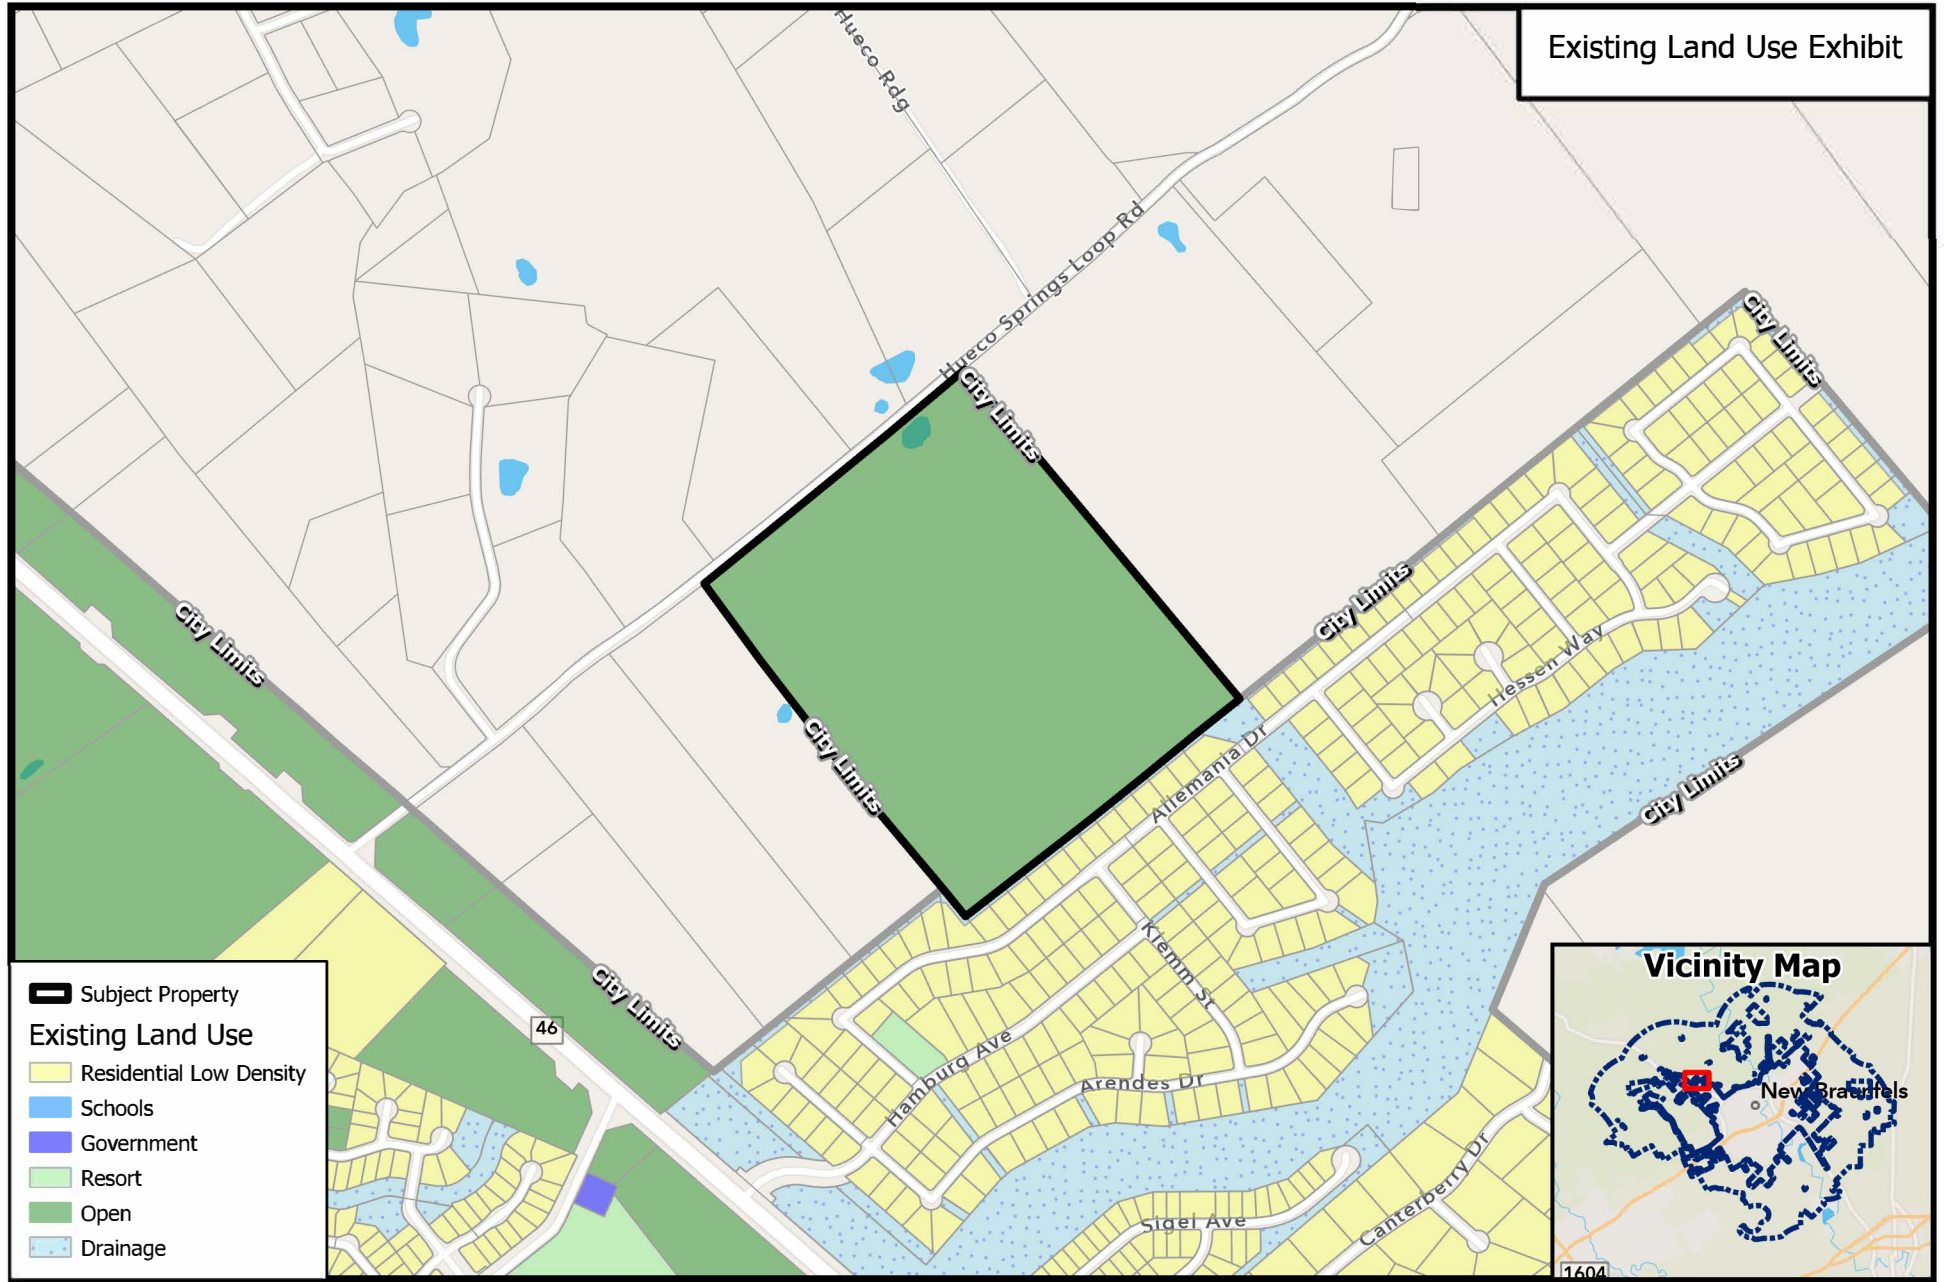 Existing Land Use Exhibit
Hueco Rdg
Hueco Springs Loop Rd
City Limits
City Limits
City Limits
City Limits
City Limits
Hessen Way
City Limits
Allemania Dr
City Limits
Klemm St
46
Hamburg Ave
Arendes Dr
Sigel Ave
Canterberry Dr
Subject Property
Existing Land Use
Residential Low Density
Schools
Government
Resort
Open
Drainage
Vicinity Map
New Braunfels
1604